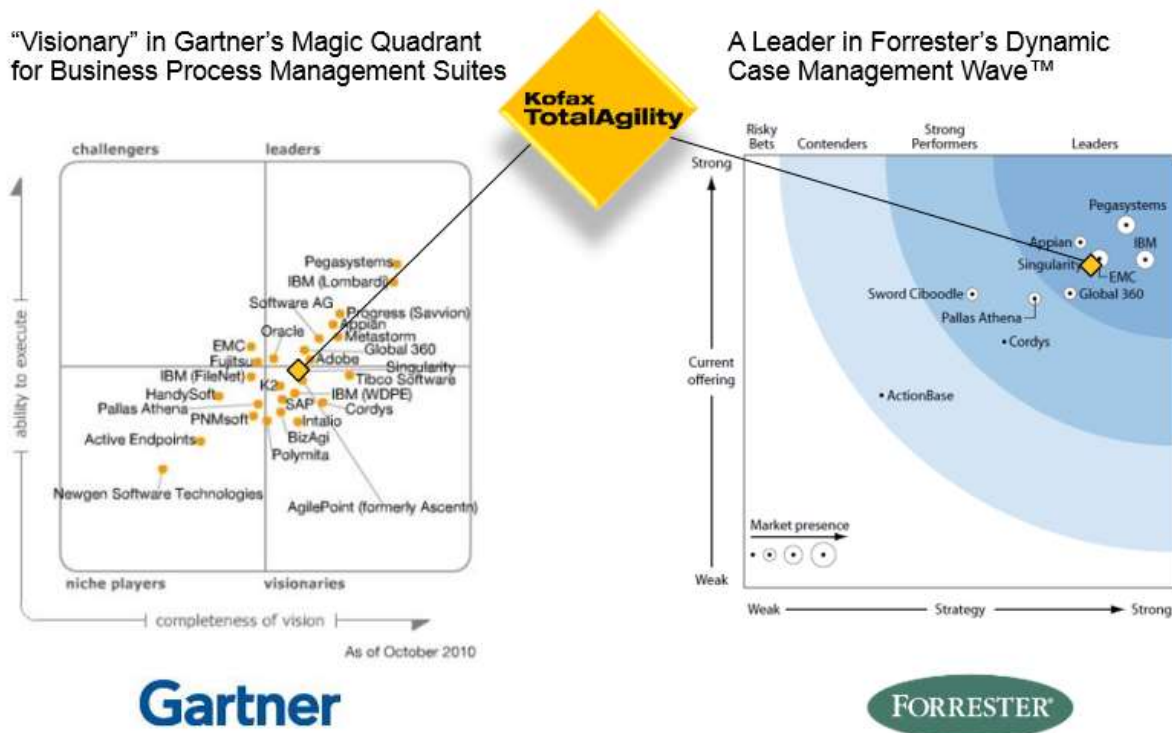 “Visionary” in Gartner’s Magic Quadrant
for Business Process Management Suites
Kofax
TotalAgility
A Leader in Forrester’s Dynamic
Case Management Wave™
challengers
leaders
ability to execute
Pegasystems
IBM (Lombardi)
Software AG
Progress (Savvion)
Appian
Oracle
Metastorm
EMC
Global 360
Fujitsu
Adobe
Singularity
IBM (FileNet)
Tibco Software
K2
HandySoft
IBM (WDPE)
SAP
Pallas Athena
Cordys
PNMsoft
Intalio
BizAgi
Active Endpoints
Polymita
Newgen Software Technologies
AgilePoint (formerly Ascentn)
niche players
visionaries
completeness of vision
As of October 2010
Gartner
Risky
Bets
Contenders
Strong
Performers
Leaders
Strong
Pegasystems
Appian
IBM
Singularity
EMC
Sword Ciboodle
Global 360
Pallas Athena
Cordys
Current
offering
ActionBase
Market presence
Weak
Weak
Strategy
Strong
FORRESTER®